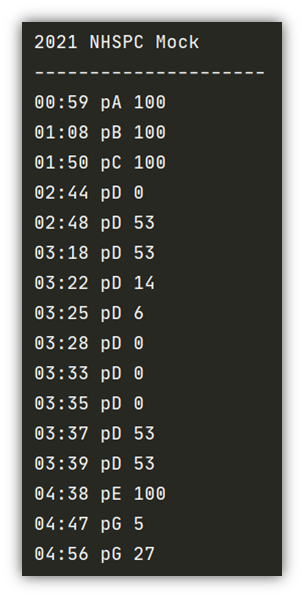 2021 NHSPC Mock
---------------------
00:59 pA 100
01:08 pB 100
01:50 pC 100
02:44 pD 0
02:48 pD 53
03:18 pD 53
03:22 pD 14
03:25 pD 6
03:28 pD 0
03:33 pD 0
03:35 pD 0
03:37 pD 53
03:39 pD 53
04:38 pE 100
04:47 pG 5
04:56 pG 27